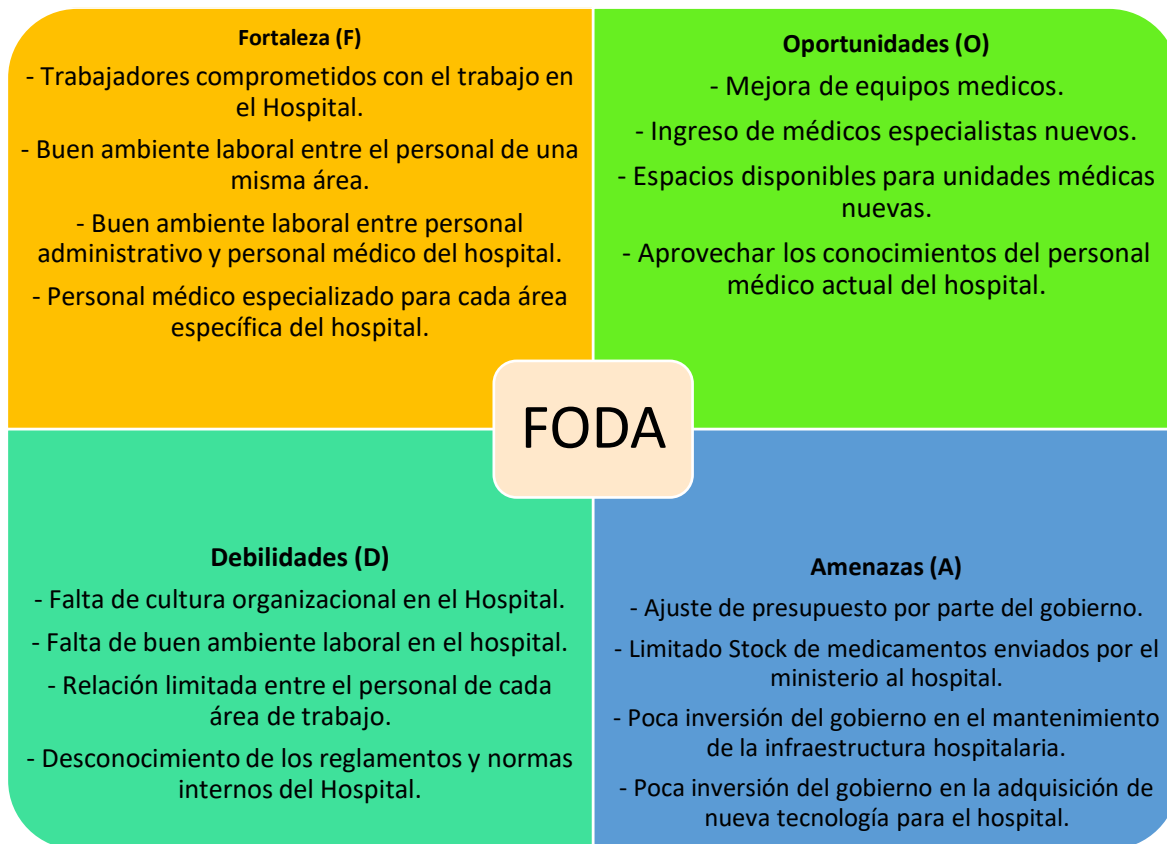 Fortaleza (F)
- Trabajadores comprometidos con el trabajo en
el Hospital.
- Buen ambiente laboral entre el personal de una
misma área.
- Buen ambiente laboral entre personal
administrativo y personal médico del hospital.
- Personal médico especializado para cada área
específica del hospital.
Oportunidades (O)
- Mejora de equipos medicos.
- Ingreso de médicos especialistas nuevos.
- Espacios disponibles para unidades médicas
nuevas.
- Aprovechar los conocimientos del personal
médico actual del hospital.
FODA
Debilidades (D)
- Falta de cultura organizacional en el Hospital.
- Falta de buen ambiente laboral en el hospital.
- Relación limitada entre el personal de cada
área de trabajo.
- Desconocimiento de los reglamentos y normas
internos del Hospital.
Amenazas (A)
- Ajuste de presupuesto por parte del gobierno.
- Limitado Stock de medicamentos enviados por el
ministerio al hospital.
- Poca inversión del gobierno en el mantenimiento
de la infraestructura hospitalaria.
- Poca inversión del gobierno en la adquisición de
nueva tecnología para el hospital.